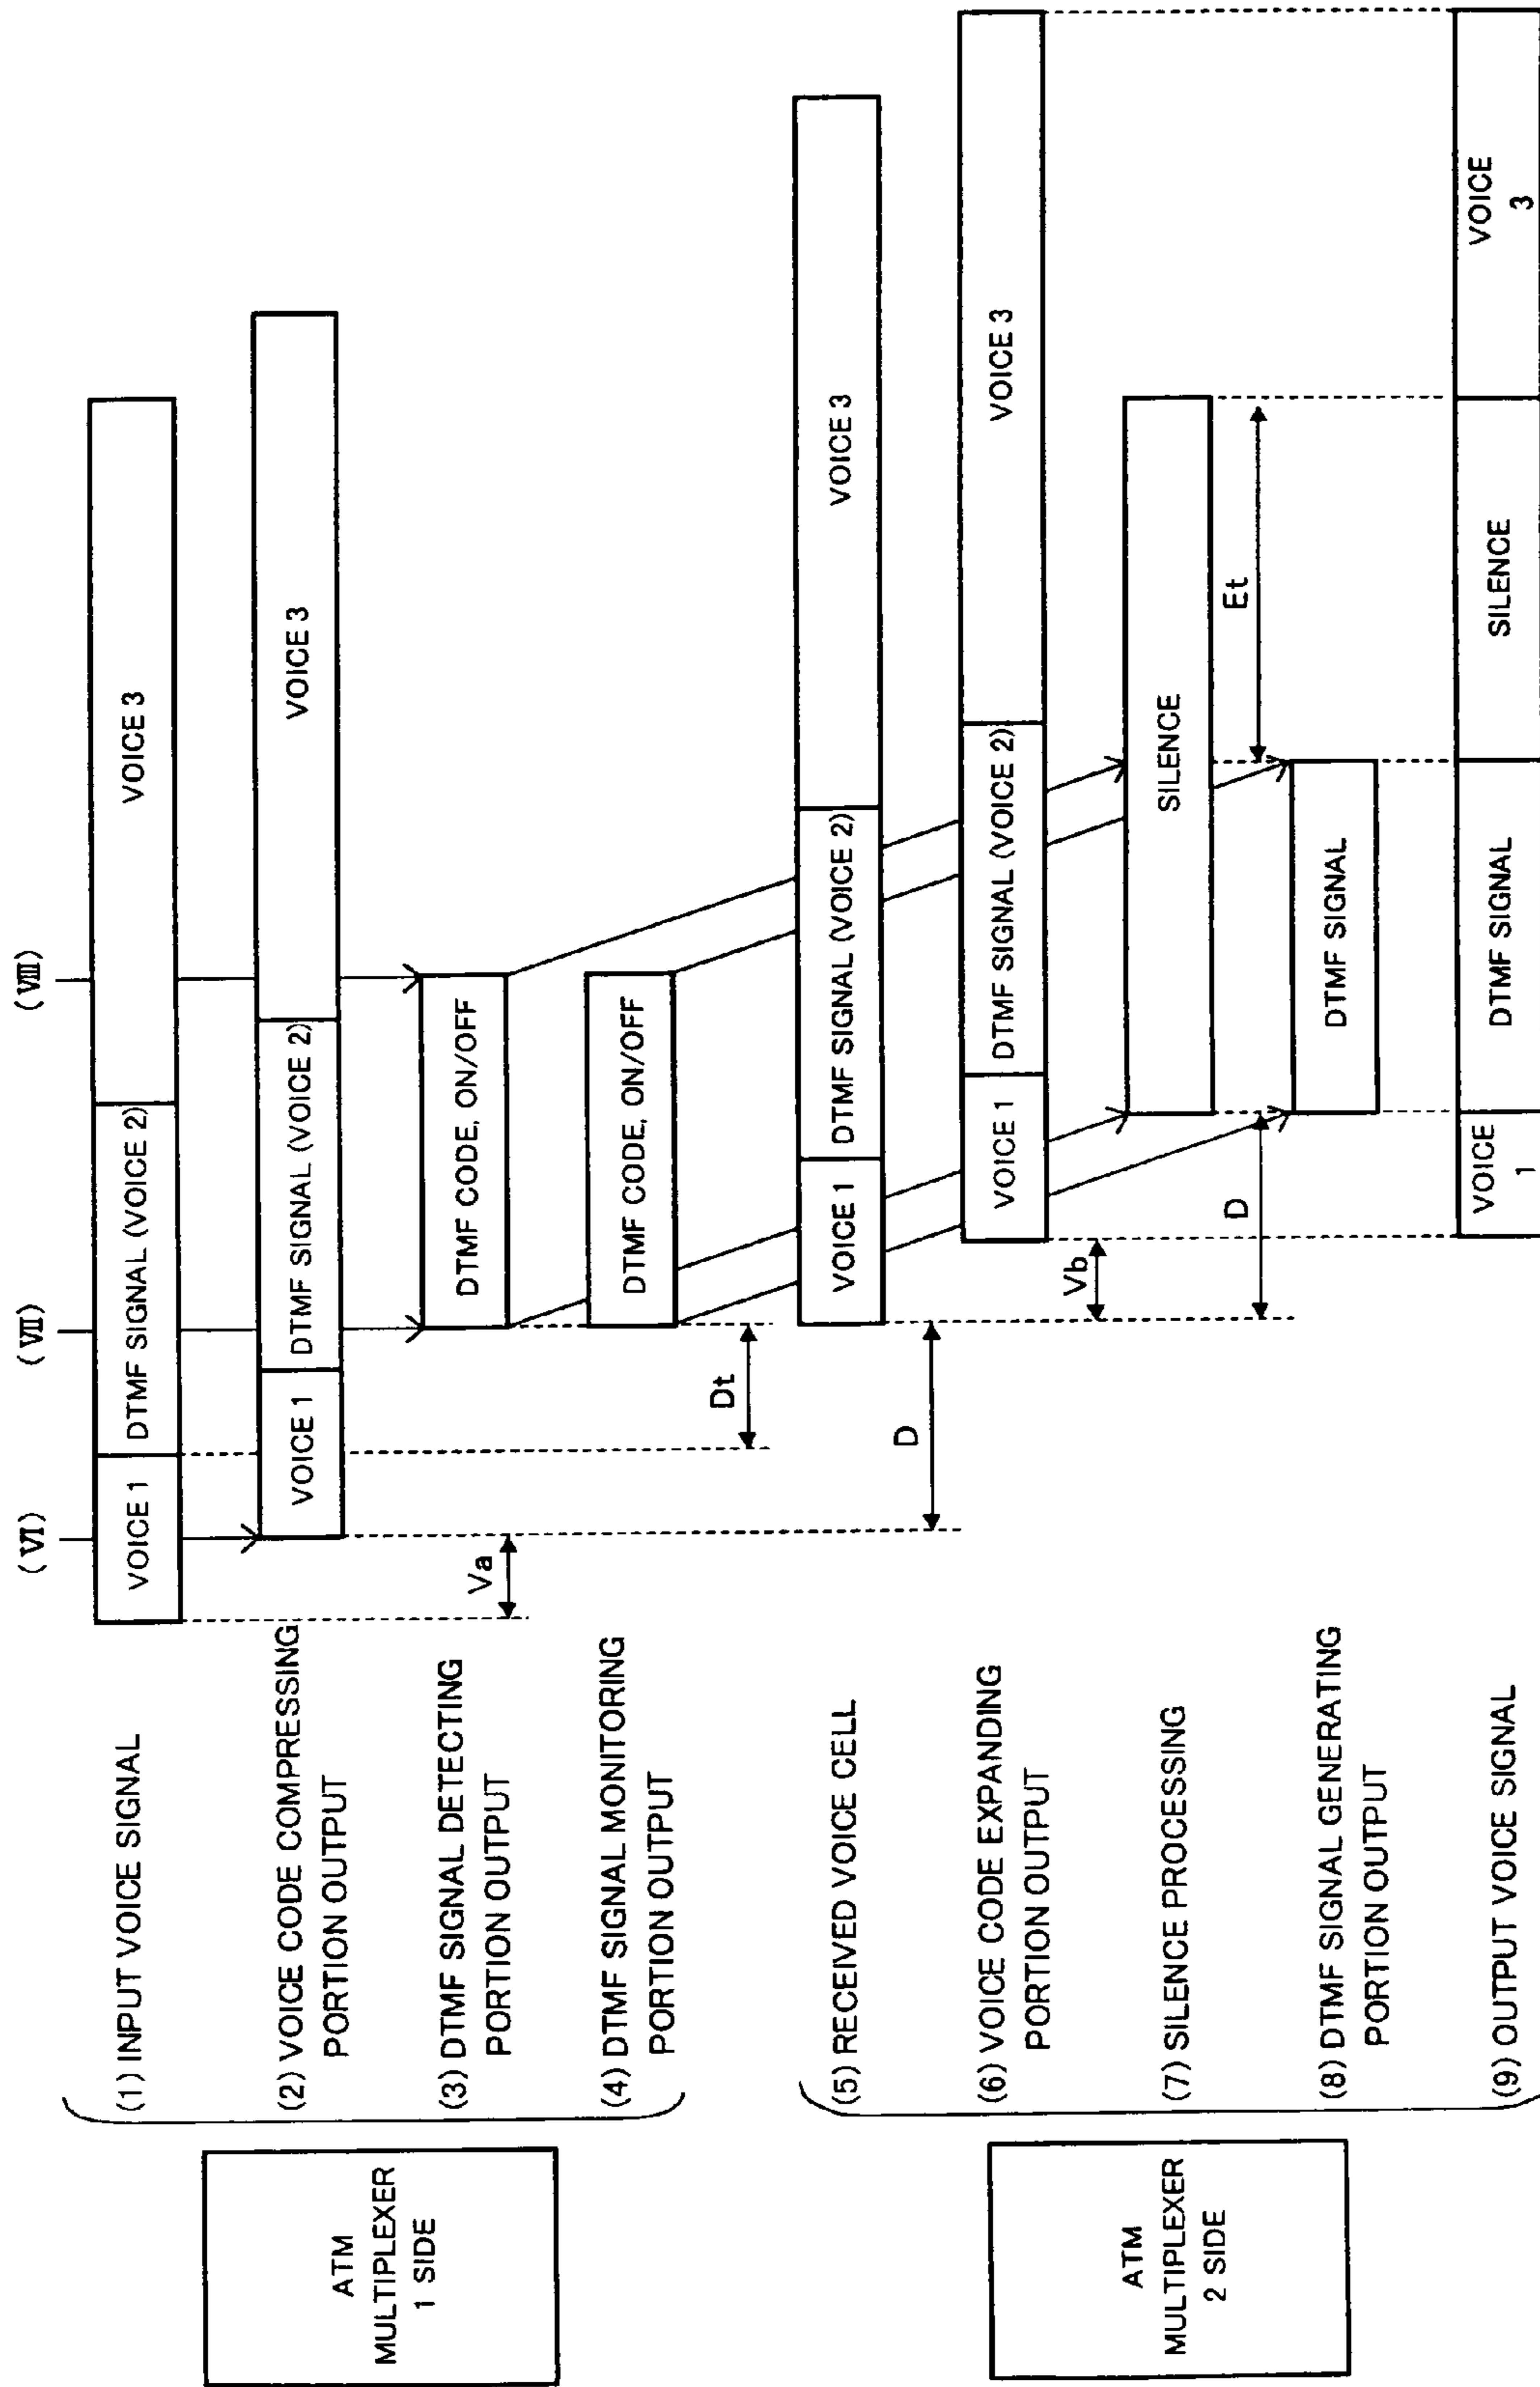 ATM
MULTIPLEXER
1 SIDE
(VI)
(VII)
(VIII)
(1) INPUT VOICE SIGNAL
VOICE 1
DTMF SIGNAL (VOICE 2)
VOICE 3
(2) VOICE CODE COMPRESSING
PORTION OUTPUT
VOICE 1
DTMF SIGNAL (VOICE 2)
VOICE 3
(3) DTMF SIGNAL DETECTING
PORTION OUTPUT
Va
DTMF CODE, ON/OFF
(4) DTMF SIGNAL MONITORING
PORTION OUTPUT
DTMF CODE, ON/OFF
Dt
ATM
MULTIPLEXER
2 SIDE
(5) RECEIVED VOICE CELL
VOICE 1
DTMF SIGNAL (VOICE 2)
VOICE 3
D
(6) VOICE CODE EXPANDING
PORTION OUTPUT
VOICE 1
DTMF SIGNAL (VOICE 2)
VOICE 3
Vb
(7) SILENCE PROCESSING
SILENCE
D
Et
(8) DTMF SIGNAL GENERATING
PORTION OUTPUT
DTMF SIGNAL
(9) OUTPUT VOICE SIGNAL
VOICE
1
DTMF SIGNAL
SILENCE
VOICE
3